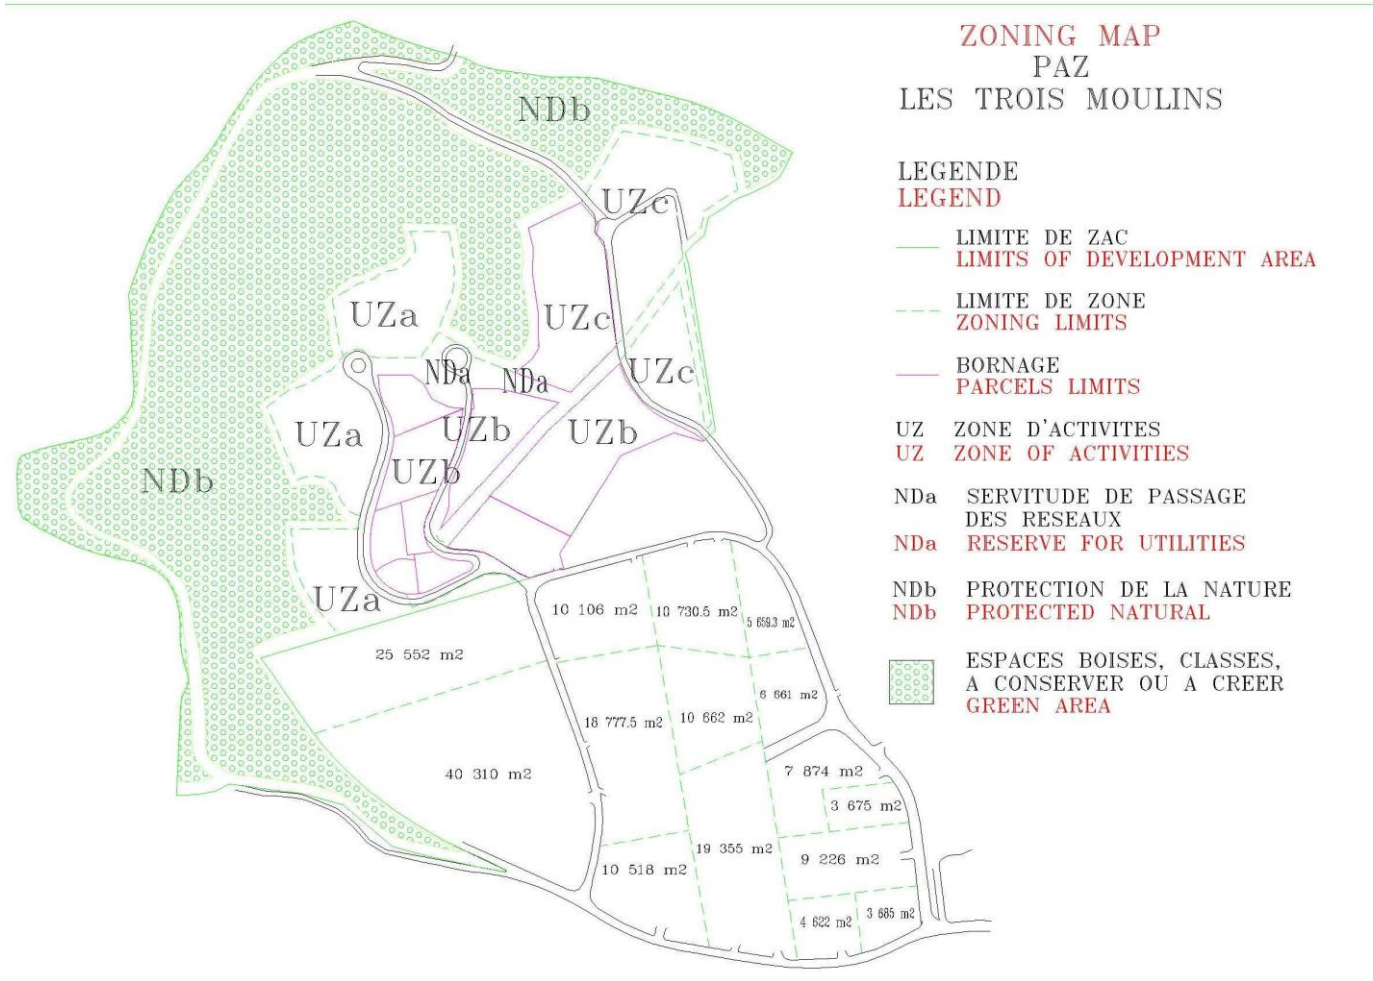 ZONING MAP
PAZ
LES TROIS MOULINS
LEGENDE
LEGEND
LIMITE DE ZAC
LIMITS OF DEVELOPMENT AREA
LIMITE DE ZONE
ZONING LIMITS
BORNAGE
PARCELS LIMITS
UZ ZONE D'ACTIVITES
UZ ZONE OF ACTIVITIES
NDa SERVITUDE DE PASSAGE
DES RESEAUX
NDa RESERVE FOR UTILITIES
NDb PROTECTION DE LA NATURE
NDb PROTECTED NATURAL
ESPACES BOISES, CLASSES,
A CONSERVER OU A CREER
GREEN AREA
NDb
UZc
UZa
UZc
NDa
NDa
UZc
UZa
UZb
UZb
UZb
NDb
UZa
10 106 m2
10 730.5 m2
5 659.3 m2
25 552 m2
6 661 m2
18 777.5 m2
10 662 m2
40 310 m2
7 874 m2
3 675 m2
19 355 m2
9 226 m2
10 518 m2
4 622 m2
3 685 m2